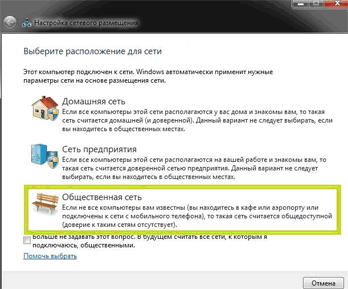 Настройка сетевого размещения
Выберите расположение для сети
Этот компьютер подключен к сети. Windows автоматически применит нужные
параметры сети на основе размещения сети.
Домашняя сеть
Если все компьютеры этой сети располагаются у вас дома и знакомы вам, то такая
сеть считается домашней (и доверенной). Данный вариант не следует выбирать, если
вы находитесь в общественных местах.
Сеть предприятия
Если все компьютеры этой сети располагаются на вашей работе и знакомы вам, то
такая сеть считается доверенной сетью предприятия. Данный вариант не следует
выбирать, если вы находитесь в общественных местах.
Общественная сеть
Если не все компьютеры вам известны (вы находитесь в кафе или аэропорту или
подключены к сети с мобильного телефона), то такая сеть считается общедоступной
(доверие к таким сетям отсутствует).
Больше не задавать этот вопрос. В будущем считать все сети, к которым я
подключаюсь, общественными.
Помочь выбрать
Отмена